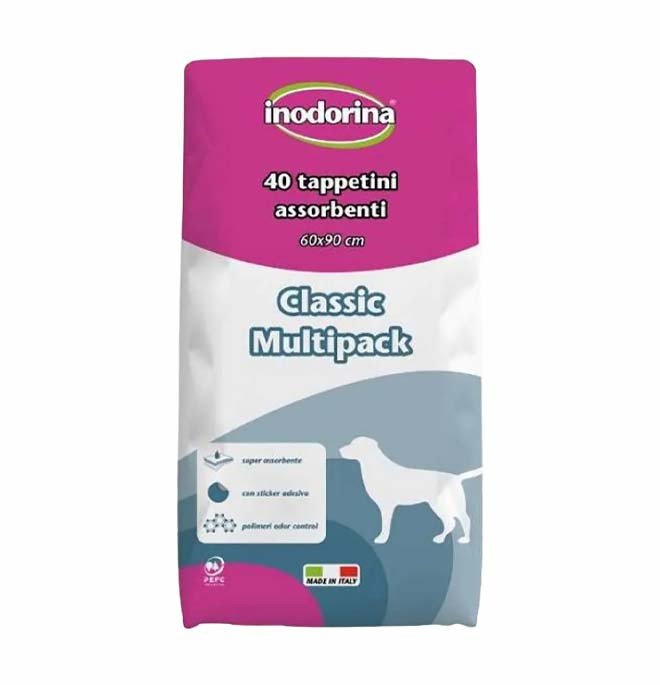 inodorina®
40 tappetini
assorbenti
60x90 cm
Classic
Multipack
super assorbente
con sticker adesivo
polimeri odor control
PEFC
MADE IN ITALY